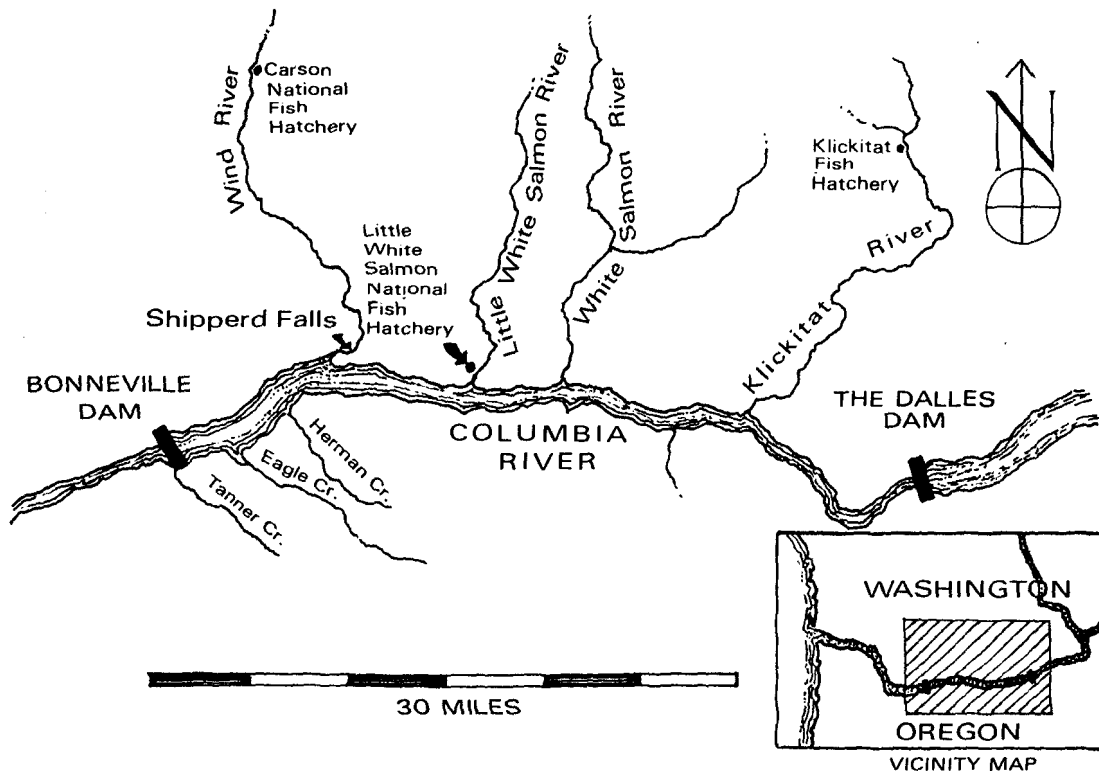 Carson
National
Fish
Hatchery
Wind River
Little White Salmon River
White Salmon River
Klickitat
Fish
Hatchery
N
Little
White
Salmon
National
Fish
Hatchery
Klickitat River
Shipperd Falls
BONNEVILLE
DAM
THE DALLES
DAM
COLUMBIA
RIVER
Herman Cr.
Eagle Cr.
Tanner Cr.
30 MILES
WASHINGTON
OREGON
VICINITY MAP